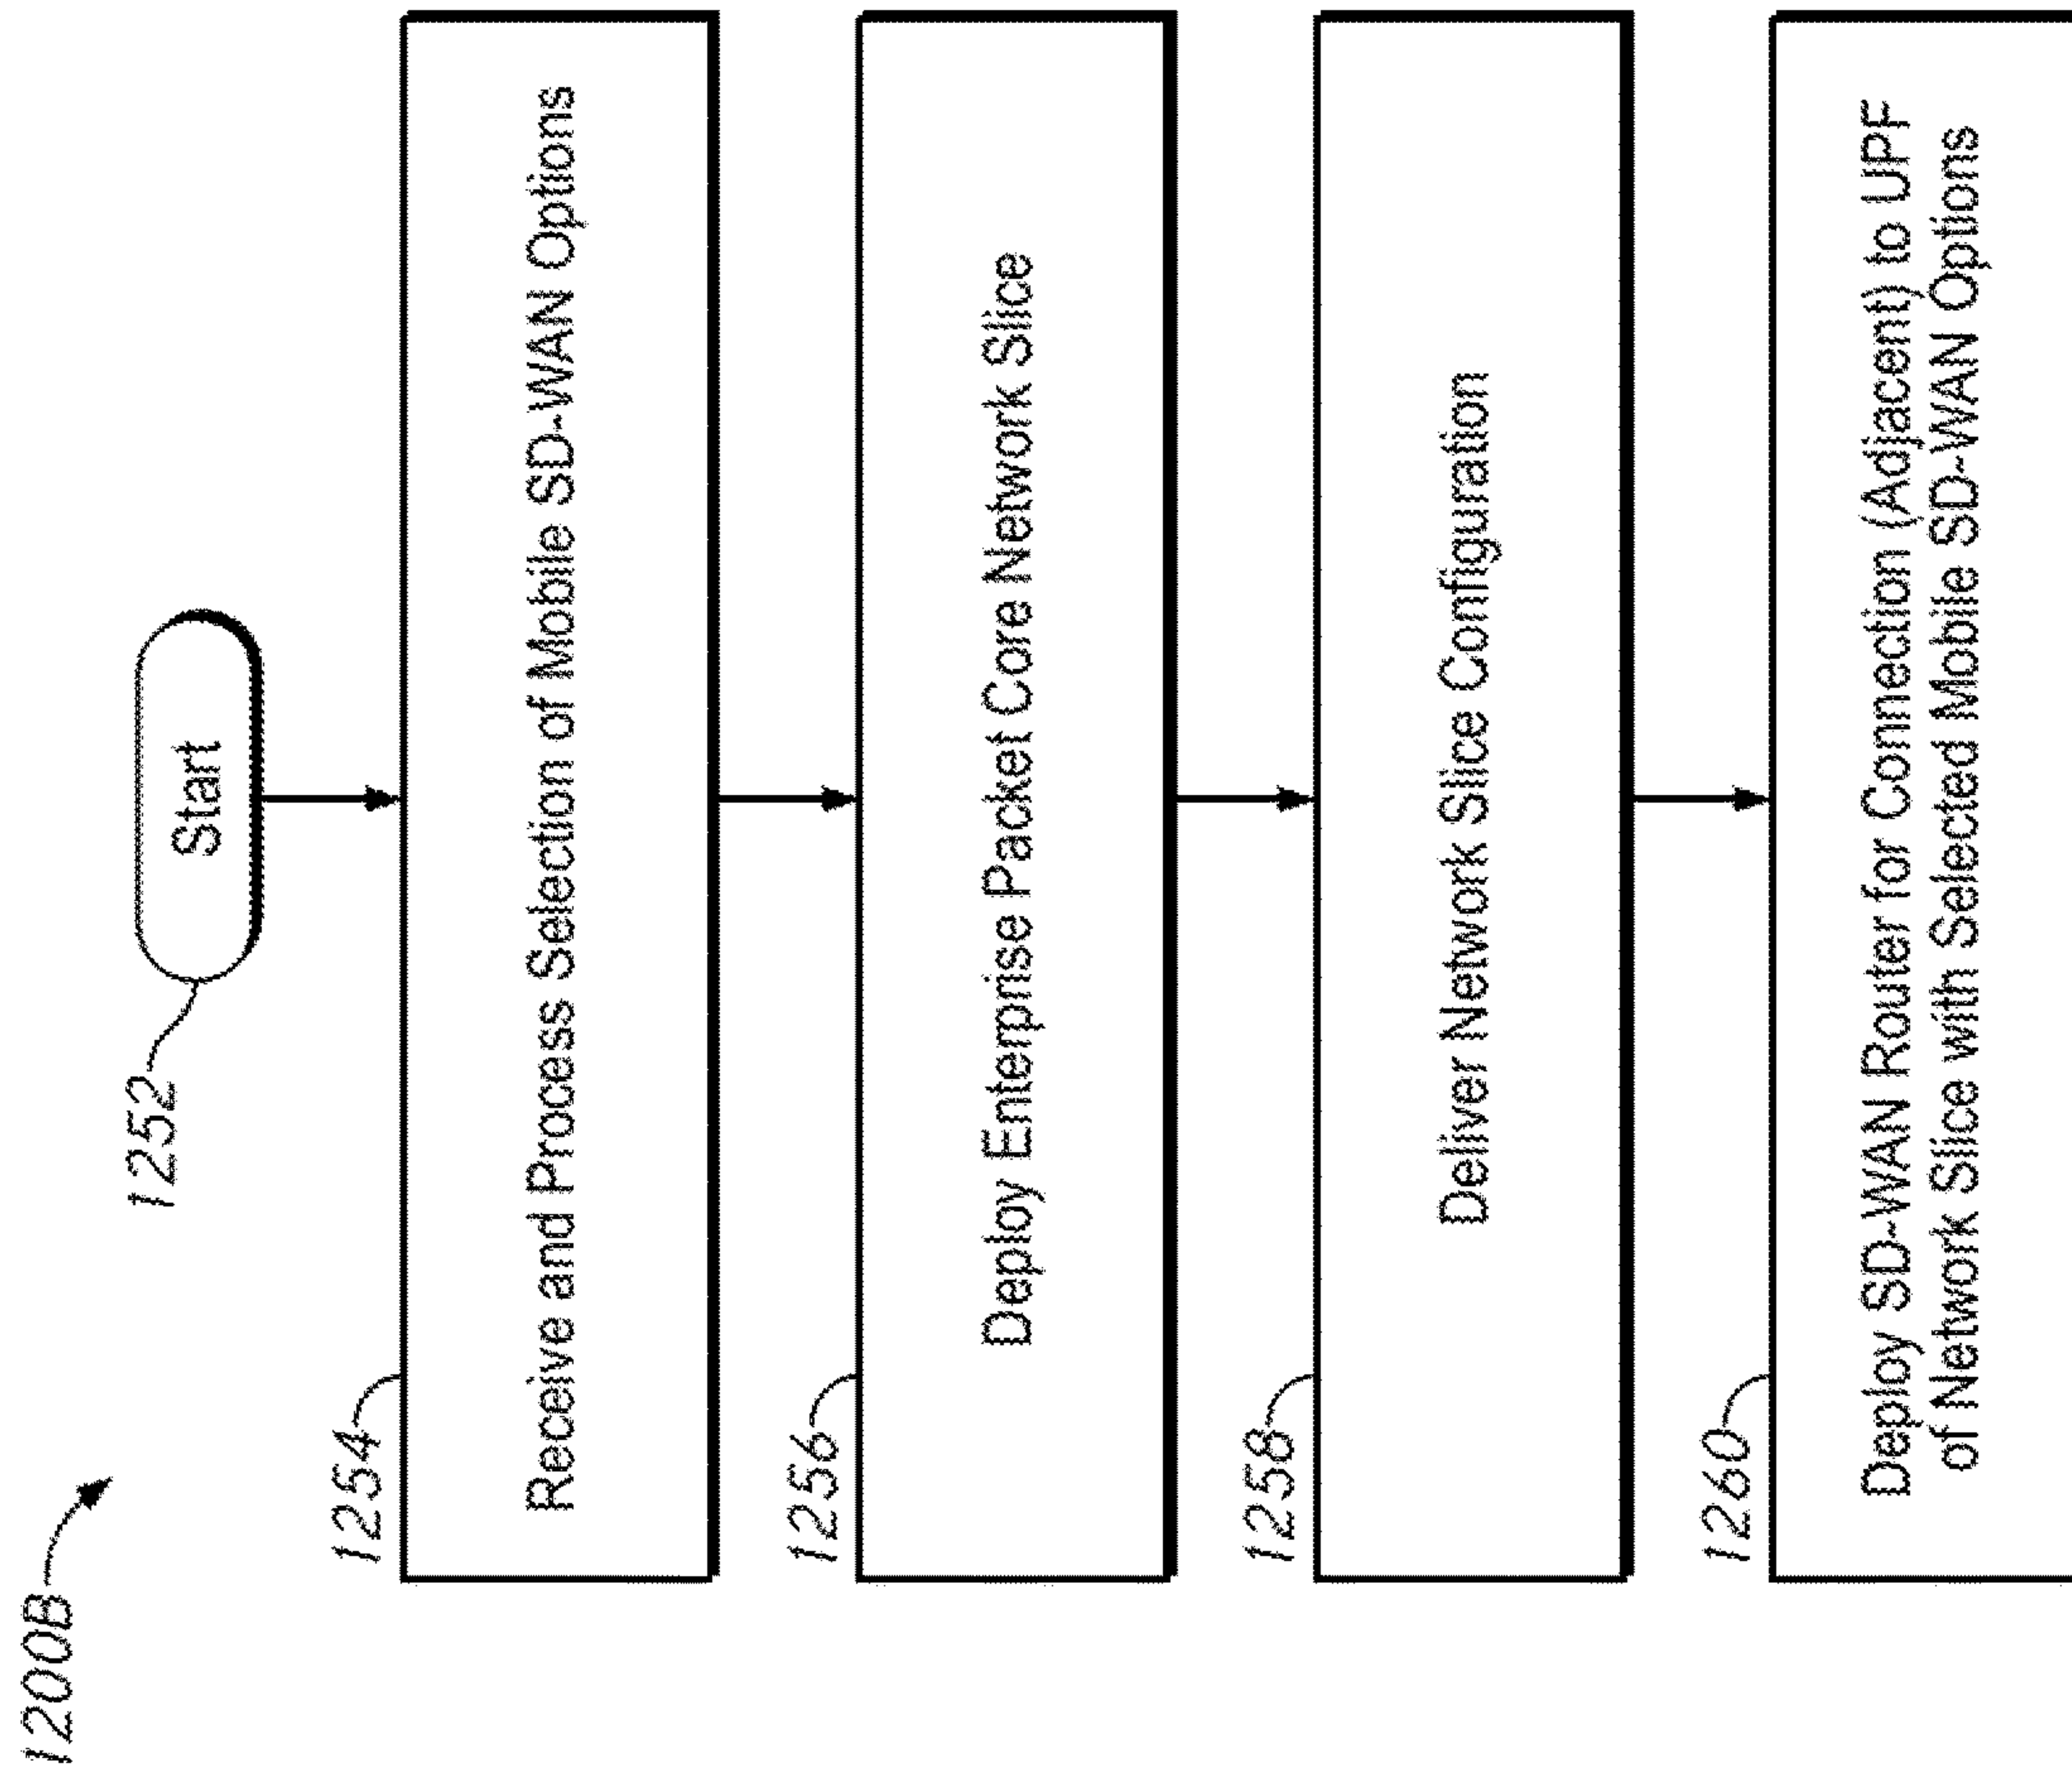 1200B
1252
Start
1254
Receive and Process Selection of Mobile SD-WAN Options
1256
Deploy Enterprise Packet Core Network Slice
1258
Deliver Network Slice Configuration
1260
Deploy SD-WAN Router for Connection (Adjacent) to UPF
of Network Slice with Selected Mobile SD-WAN Options